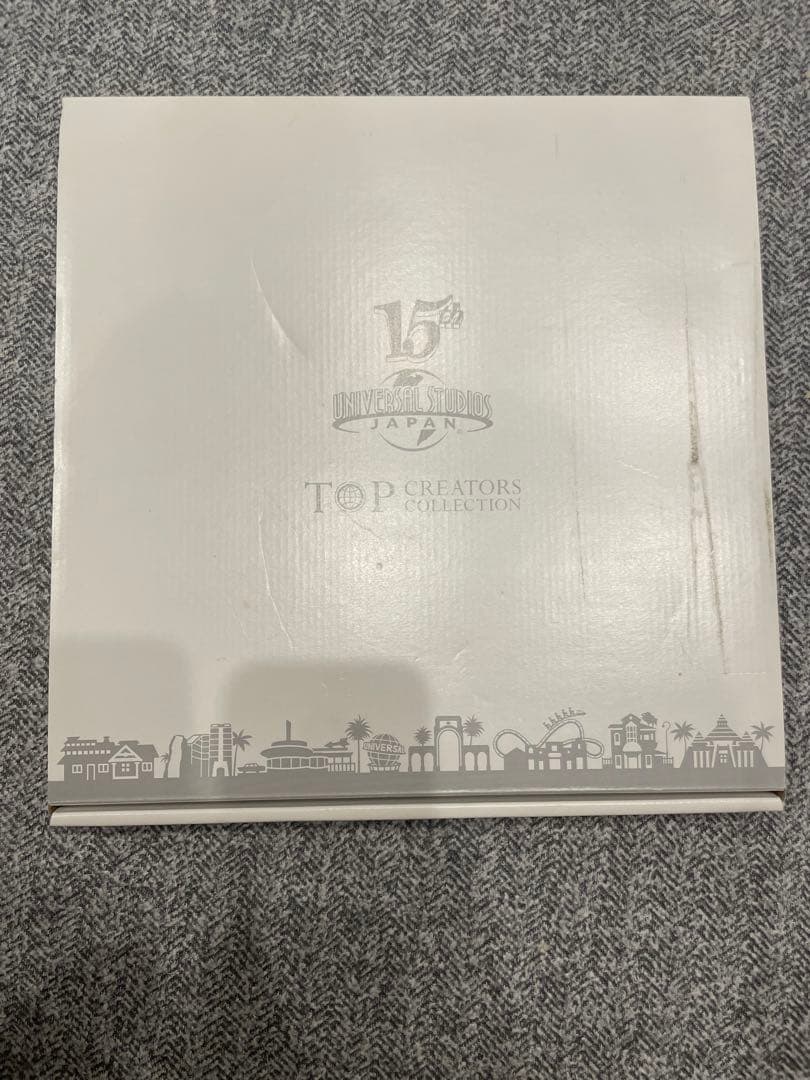 15th
UNIVERSAL STUDIOS
JAPAN
TOP CREATORS
COLLECTION
UNIVERSAL